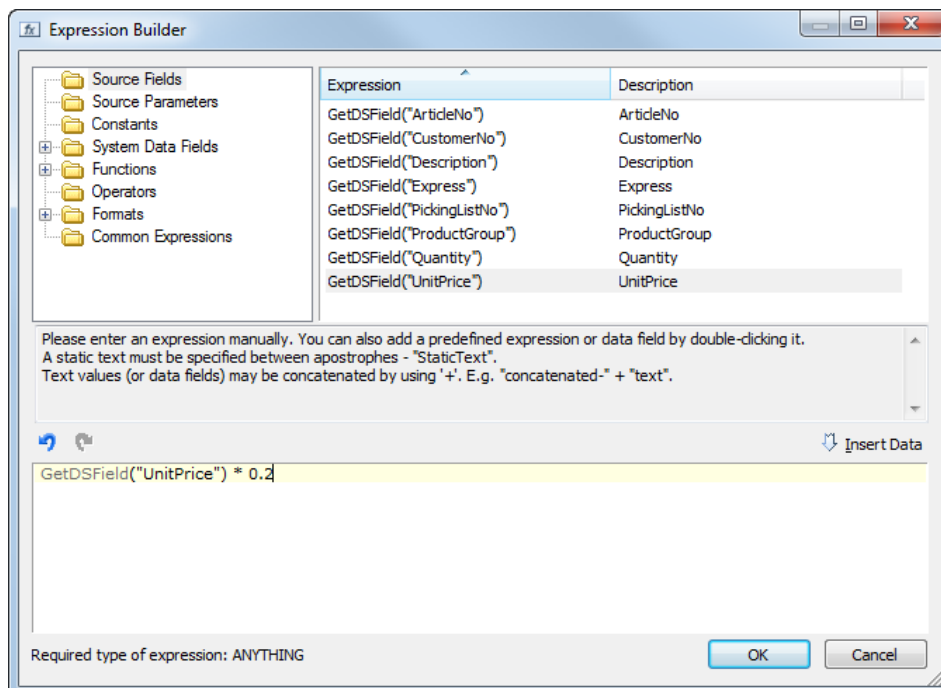 Expression Builder
Source Fields
Source Parameters
Constants
System Data Fields
Functions
Operators
Formats
Common Expressions
Expression Description
GetDSField("ArticleNo") ArticleNo
GetDSField("CustomerNo") CustomerNo
GetDSField("Description") Description
GetDSField("Express") Express
GetDSField("PickingListNo") PickingListNo
GetDSField("ProductGroup") ProductGroup
GetDSField("Quantity") Quantity
GetDSField("UnitPrice") UnitPrice
Please enter an expression manually. You can also add a predefined expression or data field by double-clicking it.
A static text must be specified between apostrophes - "StaticText".
Text values (or data fields) may be concatenated by using '+'. E.g. "concatenated-" + "text".
Insert Data
GetDSField("UnitPrice") * 0.2
Required type of expression: ANYTHING
OK Cancel